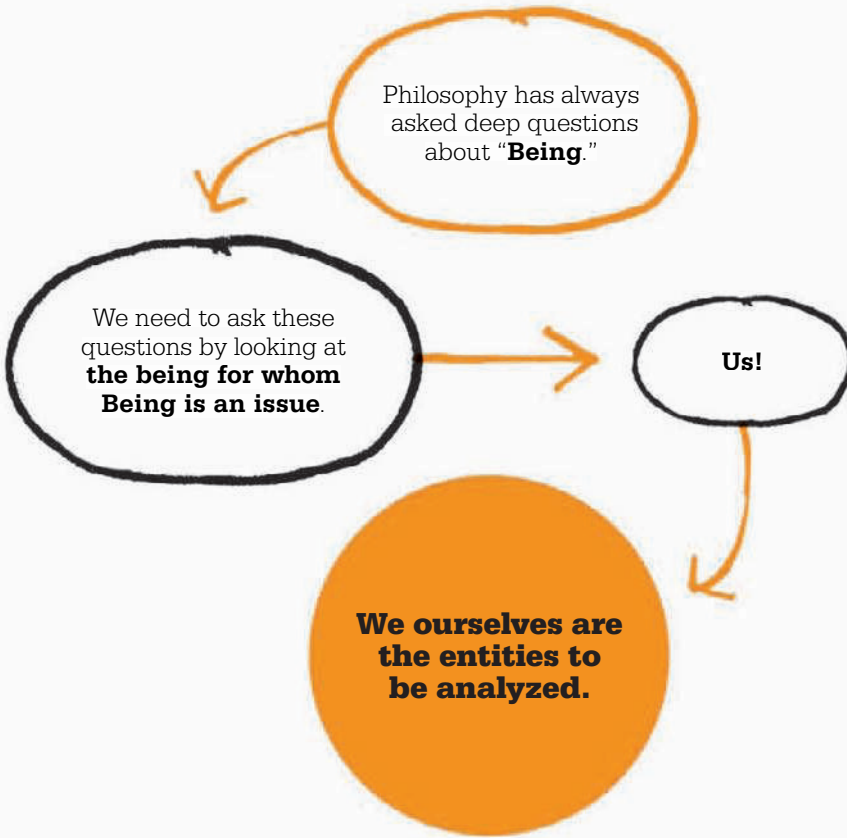 Philosophy has always
asked deep questions
about “Being.”
We need to ask these
questions by looking at
the being for whom
Being is an issue.
Us!
We ourselves are
the entities to
be analyzed.